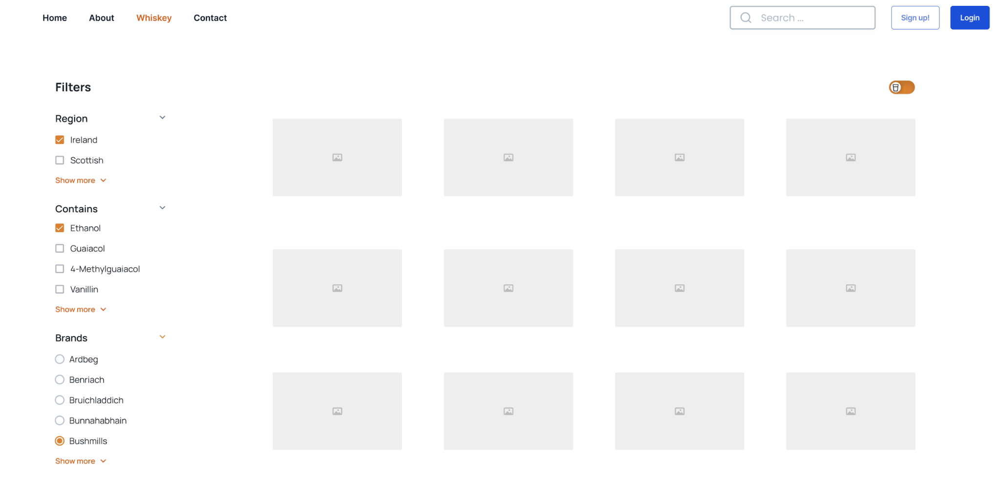 Home About Whiskey Contact Search ... Sign up! Login
Filters
Region
Ireland
Scottish
Show more
Contains
Ethanol
Guaiacol
4-Methylguaiacol
Vanillin
Show more
Brands
Ardbeg
Benriach
Bruichladdich
Bunnahabhain
Bushmills
Show more